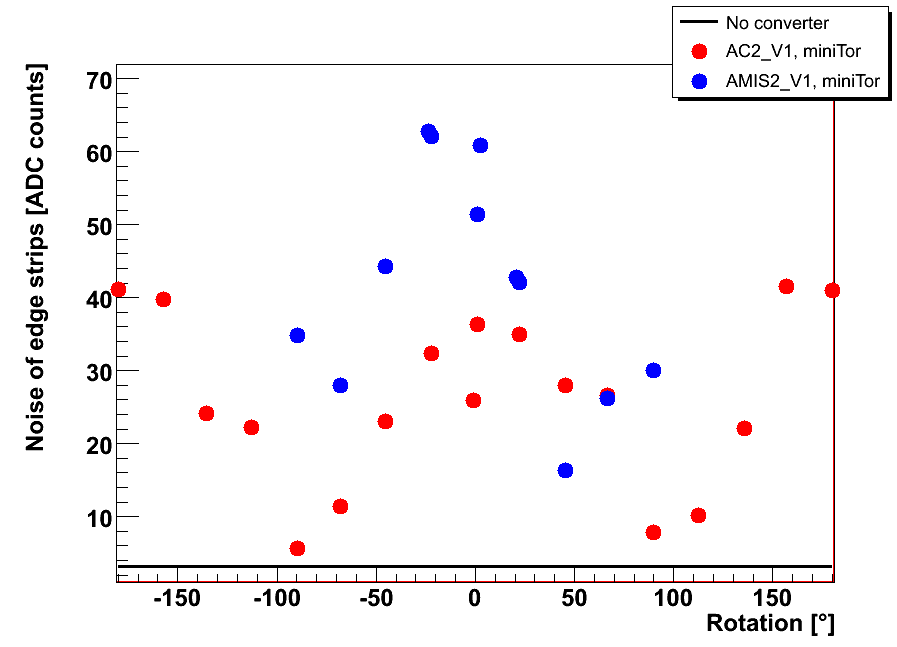 No converter
AC2_V1, miniTor
AMIS2_V1, miniTor
Noise of edge strips [ADC counts]
70
60
50
40
30
20
10
-150 -100 -50 0 50 100 150
Rotation [°]